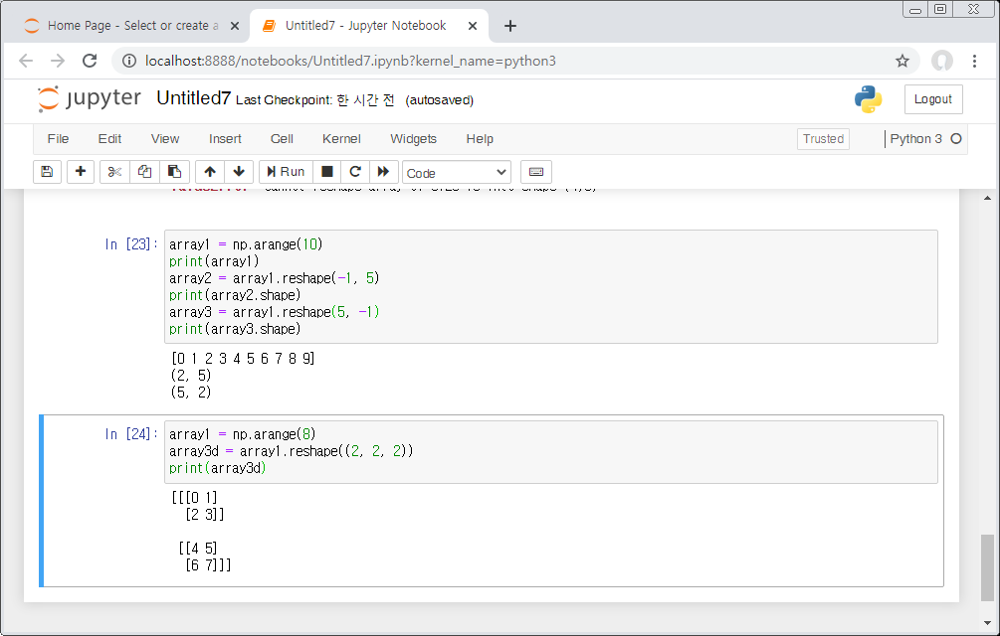 Home Page - Select or create a
Untitled7 - Jupyter Notebook
localhost:8888/notebooks/Untitled7.ipynb?kernel_name=python3
jupyter Untitled7 Last Checkpoint: 한 시간 전 (autosaved)
Logout
File Edit View Insert Cell Kernel Widgets Help
Trusted
Python 3
Run
Code
In [23]:
array1 = np.arange(10)
print(array1)
array2 = array1.reshape(-1, 5)
print(array2.shape)
array3 = array1.reshape(5, -1)
print(array3.shape)
[0 1 2 3 4 5 6 7 8 9]
(2, 5)
(5, 2)
In [24]:
array1 = np.arange(8)
array3d = array1.reshape((2, 2, 2))
print(array3d)
[[[0 1]
[2 3]]
[[4 5]
[6 7]]]